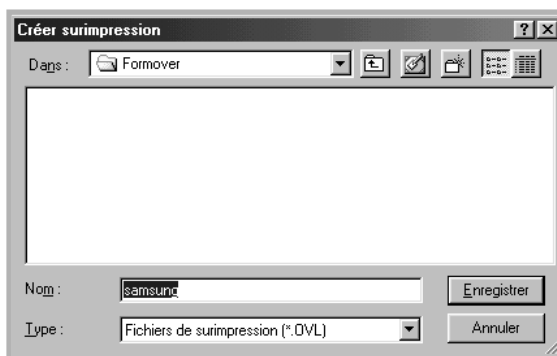 Créer surimpression
Dans : Formover
Nom : samsung Enregistrer
Type : Fichiers de surimpression (*.OVL) Annuler